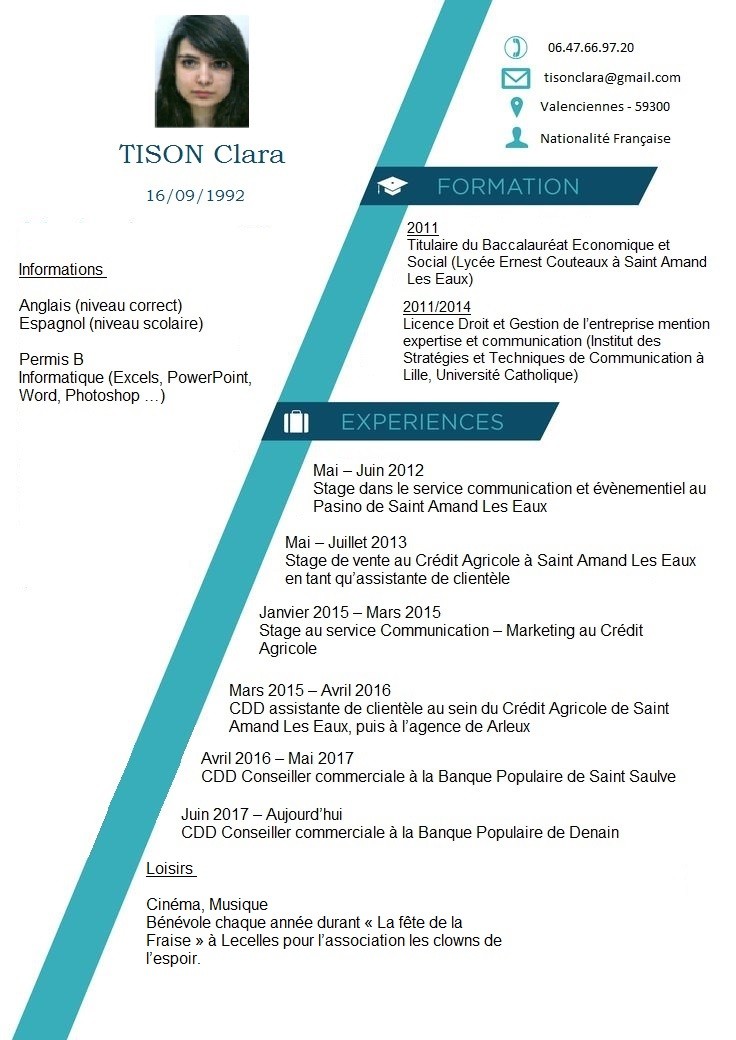 TISON Clara
16/09/1992
06.47.66.97.20
tisonclara@gmail.com
Valenciennes - 59300
Nationalité Française
Informations
Anglais (niveau correct)
Espagnol (niveau scolaire)
Permis B
Informatique (Excels, PowerPoint,
Word, Photoshop …)
FORMATION
2011
Titulaire du Baccalauréat Economique et
Social (Lycée Ernest Couteaux à Saint Amand
Les Eaux)
2011/2014
Licence Droit et Gestion de l’entreprise mention
expertise et communication (Institut des
Stratégies et Techniques de Communication à
Lille, Université Catholique)
EXPERIENCES
Mai – Juin 2012
Stage dans le service communication et évènementiel au
Pasino de Saint Amand Les Eaux
Mai – Juillet 2013
Stage de vente au Crédit Agricole à Saint Amand Les Eaux
en tant qu’assistante de clientèle
Janvier 2015 – Mars 2015
Stage au service Communication – Marketing au Crédit
Agricole
Mars 2015 – Avril 2016
CDD assistante de clientèle au sein du Crédit Agricole de Saint
Amand Les Eaux, puis à l’agence de Arleux
Avril 2016 – Mai 2017
CDD Conseiller commerciale à la Banque Populaire de Saint Saulve
Juin 2017 – Aujourd’hui
CDD Conseiller commerciale à la Banque Populaire de Denain
Loisirs
Cinéma, Musique
Bénévole chaque année durant « La fête de la
Fraise » à Lecelles pour l’association les clowns de
l’espoir.